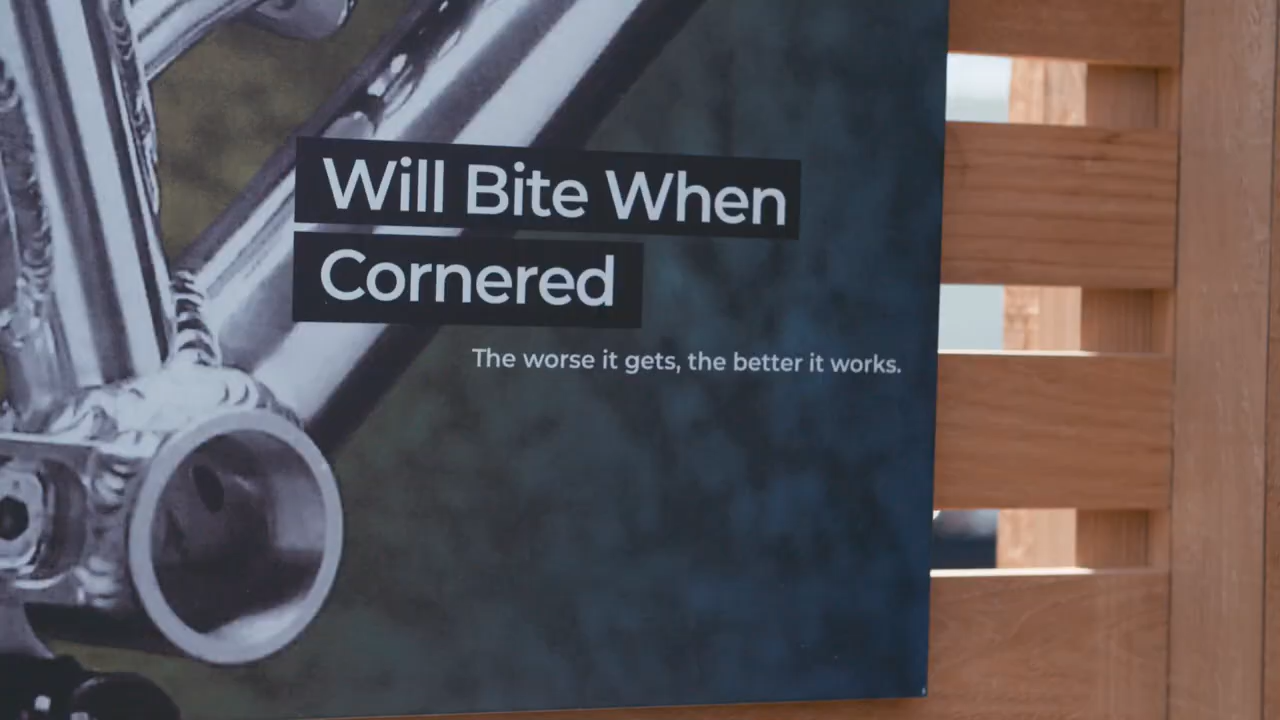 Will Bite When
Cornered
The worse it gets, the better it works.